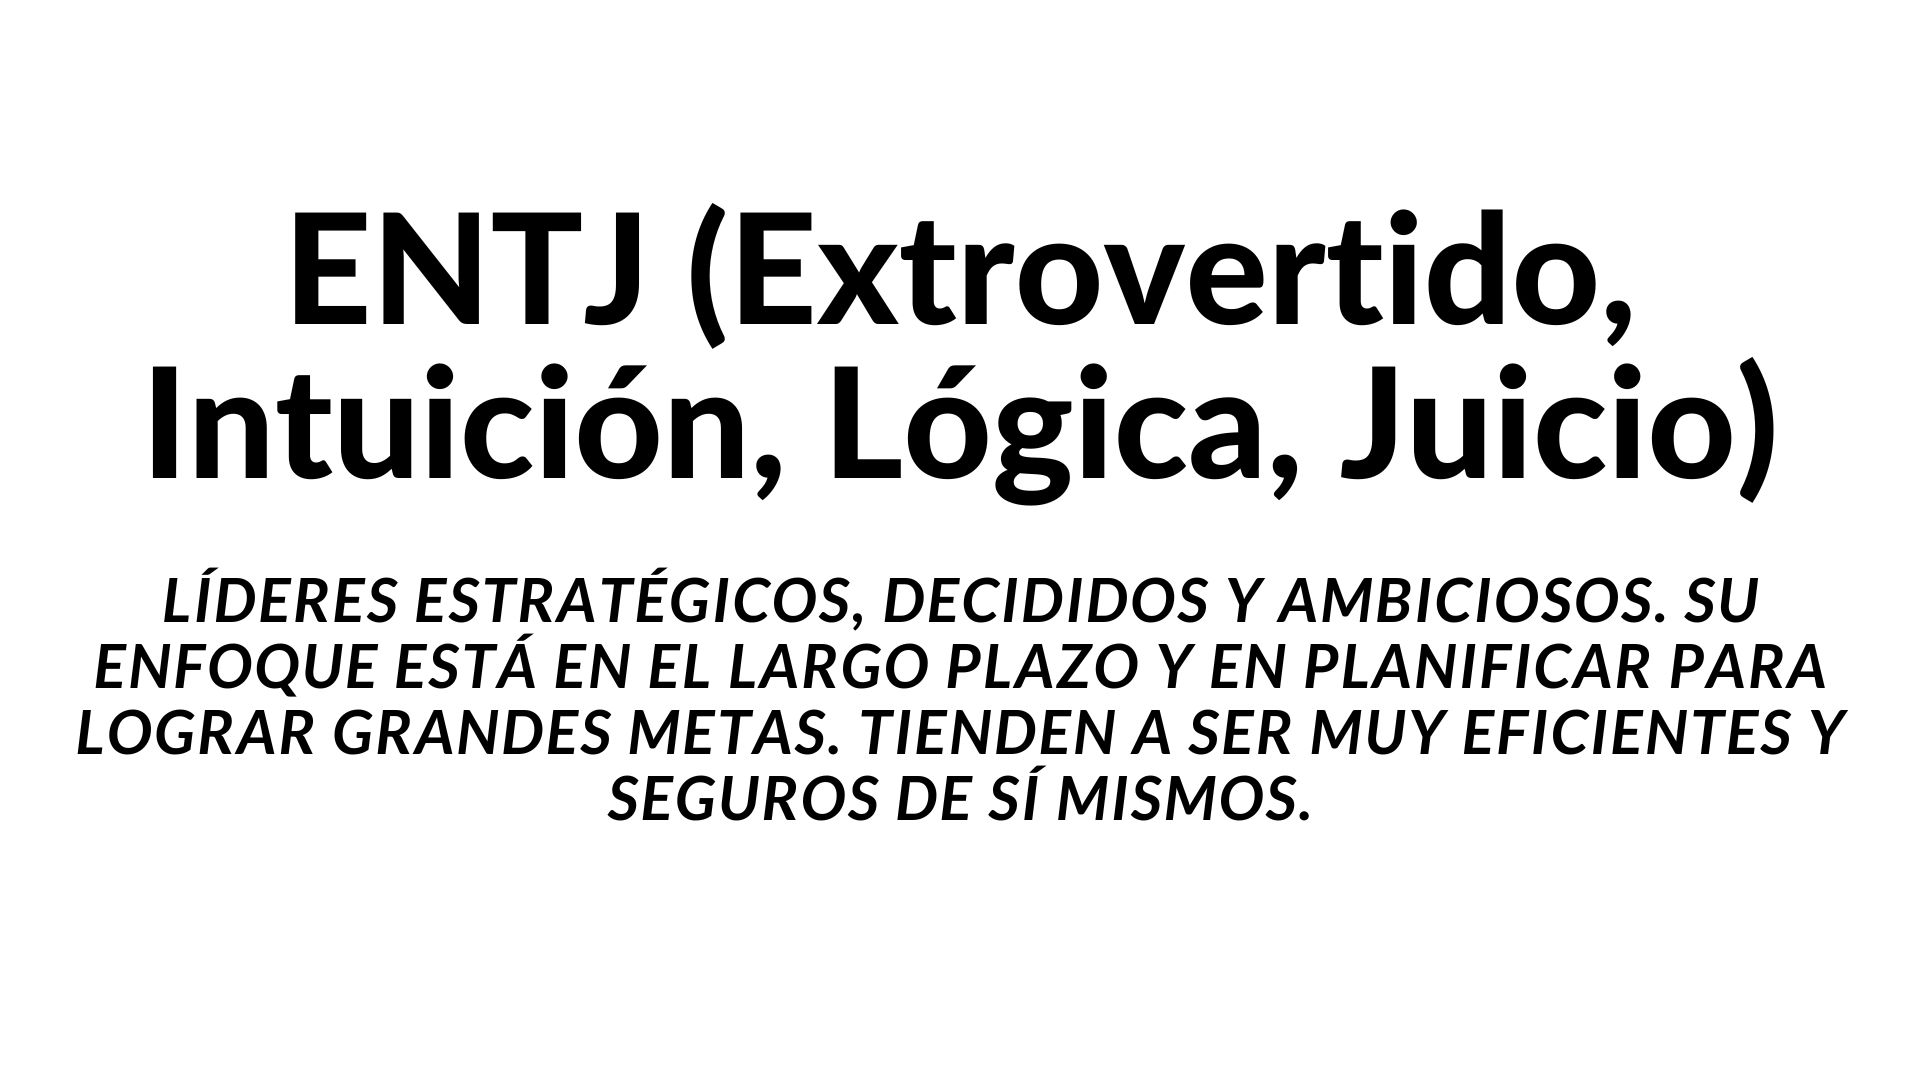 ENTJ (Extrovertido,
Intuición, Lógica, Juicio)
LÍDERES ESTRATÉGICOS, DECIDIDOS Y AMBICIOSOS. SU
ENFOQUE ESTÁ EN EL LARGO PLAZO Y EN PLANIFICAR PARA
LOGRAR GRANDES METAS. TIENDEN A SER MUY EFICIENTES Y
SEGUROS DE SÍ MISMOS.